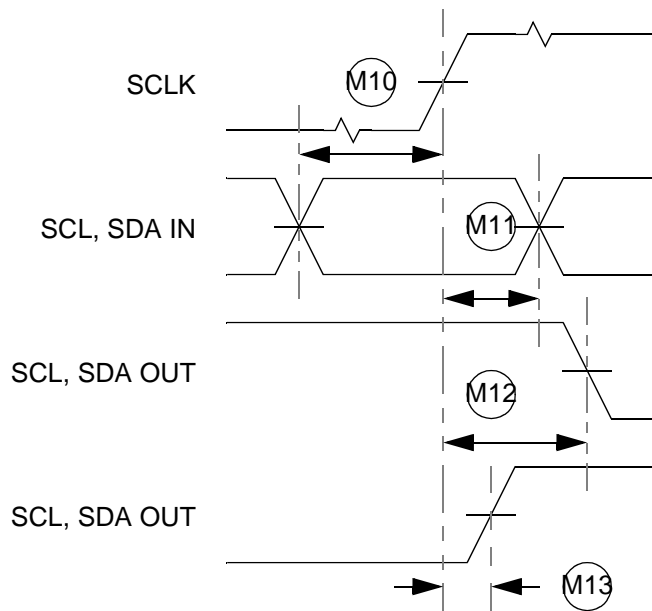 SCLK
M10
SCL, SDA IN
M11
SCL, SDA OUT
M12
SCL, SDA OUT
M13